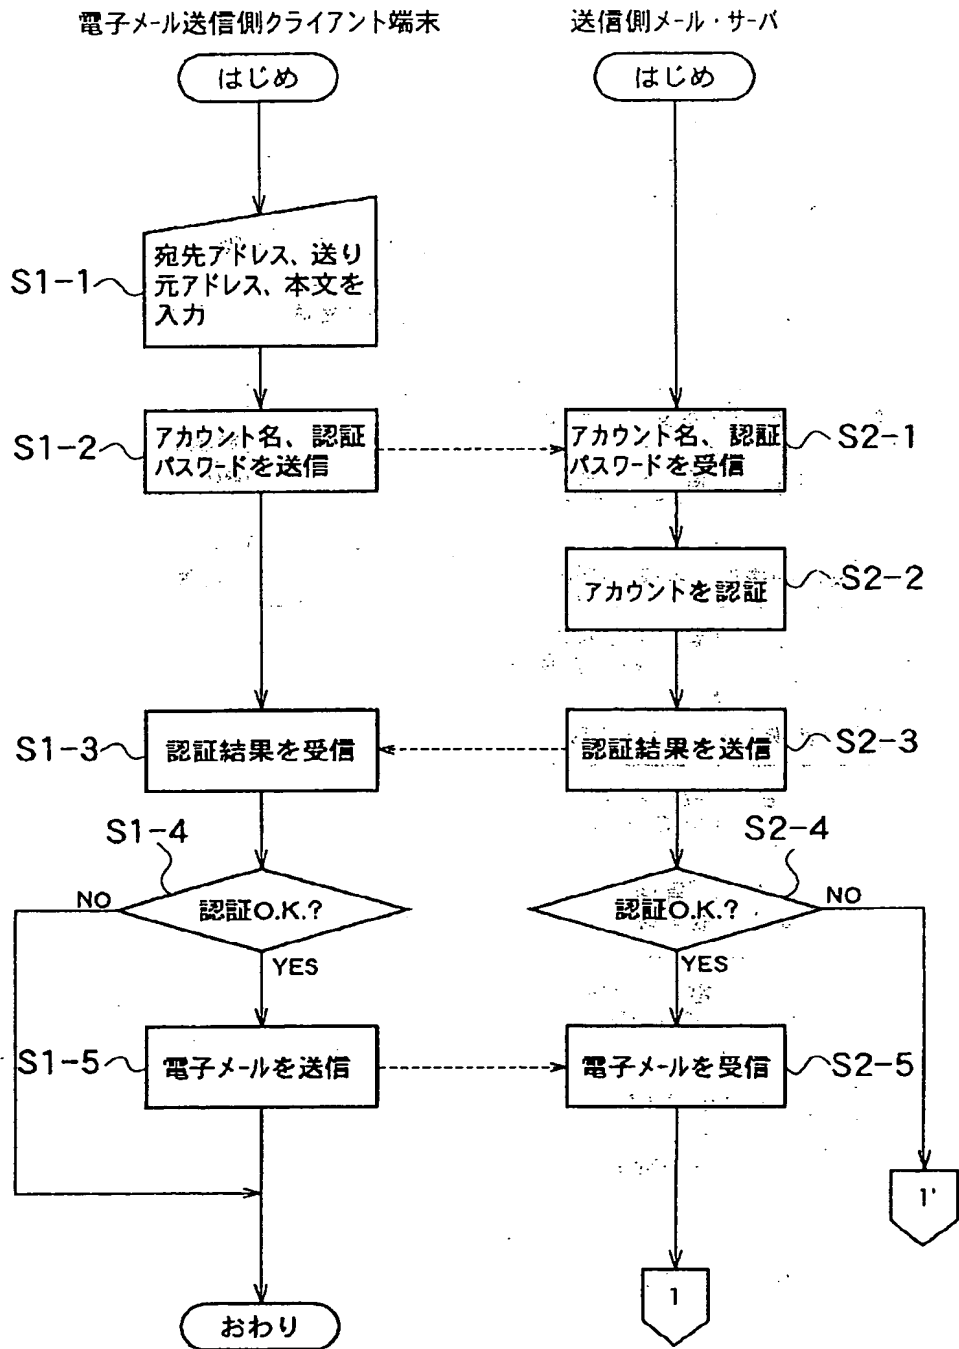 電子メール送信側クライアント端末
送信側メール・サーバ
はじめ
はじめ
S1-1
宛先アドレス、送り
元アドレス、本文を
入力
S1-2
アカウント名、認証
パスワードを送信
アカウント名、認証
パスワードを受信
S2-1
アカウントを認証
S2-2
S1-3
認証結果を受信
認証結果を送信
S2-3
S1-4
S2-4
NO
認証O.K.?
認証O.K.?
NO
YES
YES
S1-5
電子メールを送信
電子メールを受信
S2-5
1'
1
おわり